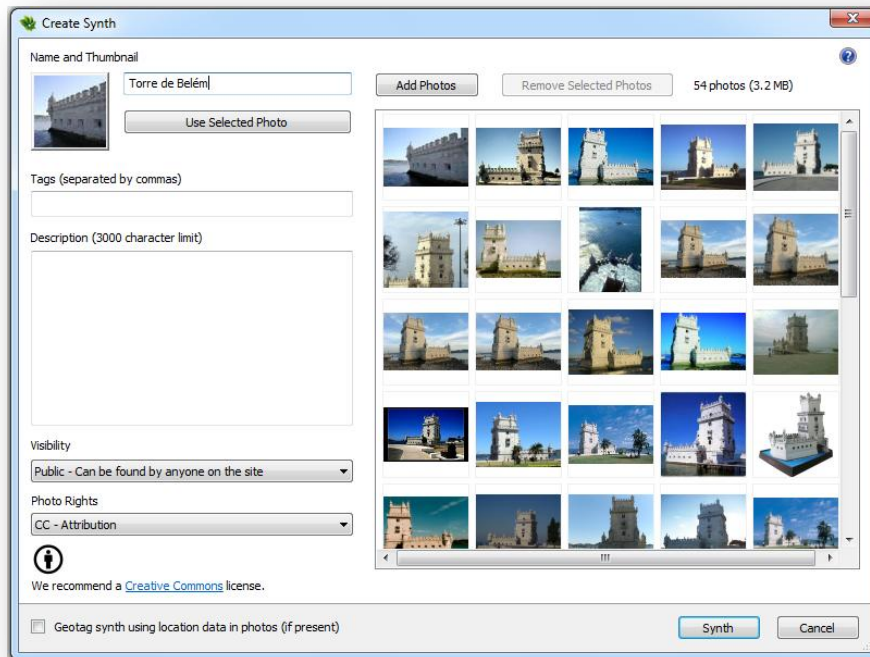 Create Synth
Name and Thumbnail
Torre de Belém
Use Selected Photo
Add Photos
Remove Selected Photos
54 photos (3.2 MB)
Tags (separated by commas)
Description (3000 character limit)
Visibility
Public - Can be found by anyone on the site
Photo Rights
CC - Attribution
We recommend a Creative Commons license.
Geotag synth using location data in photos (if present)
Synth
Cancel